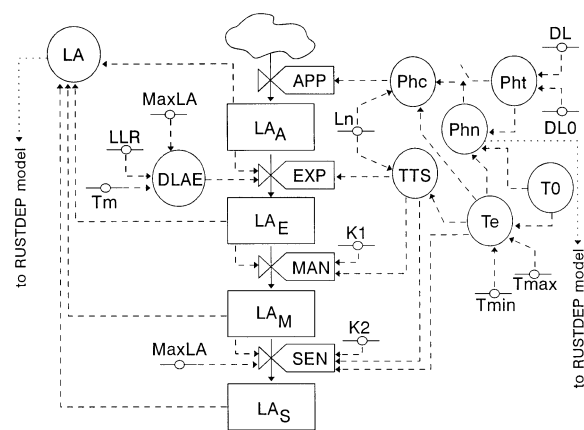 LA
DL
APP
Phc
Pht
MaxLA
LA_A
Ln
Phn
DL0
LLR
DLAE
EXP
TTS
T0
Tm
LA_E
Te
K1
MAN
Tmax
Tmin
LA_M
K2
MaxLA
SEN
LA_S
to RUSTDEP model
to RUSTDEP model